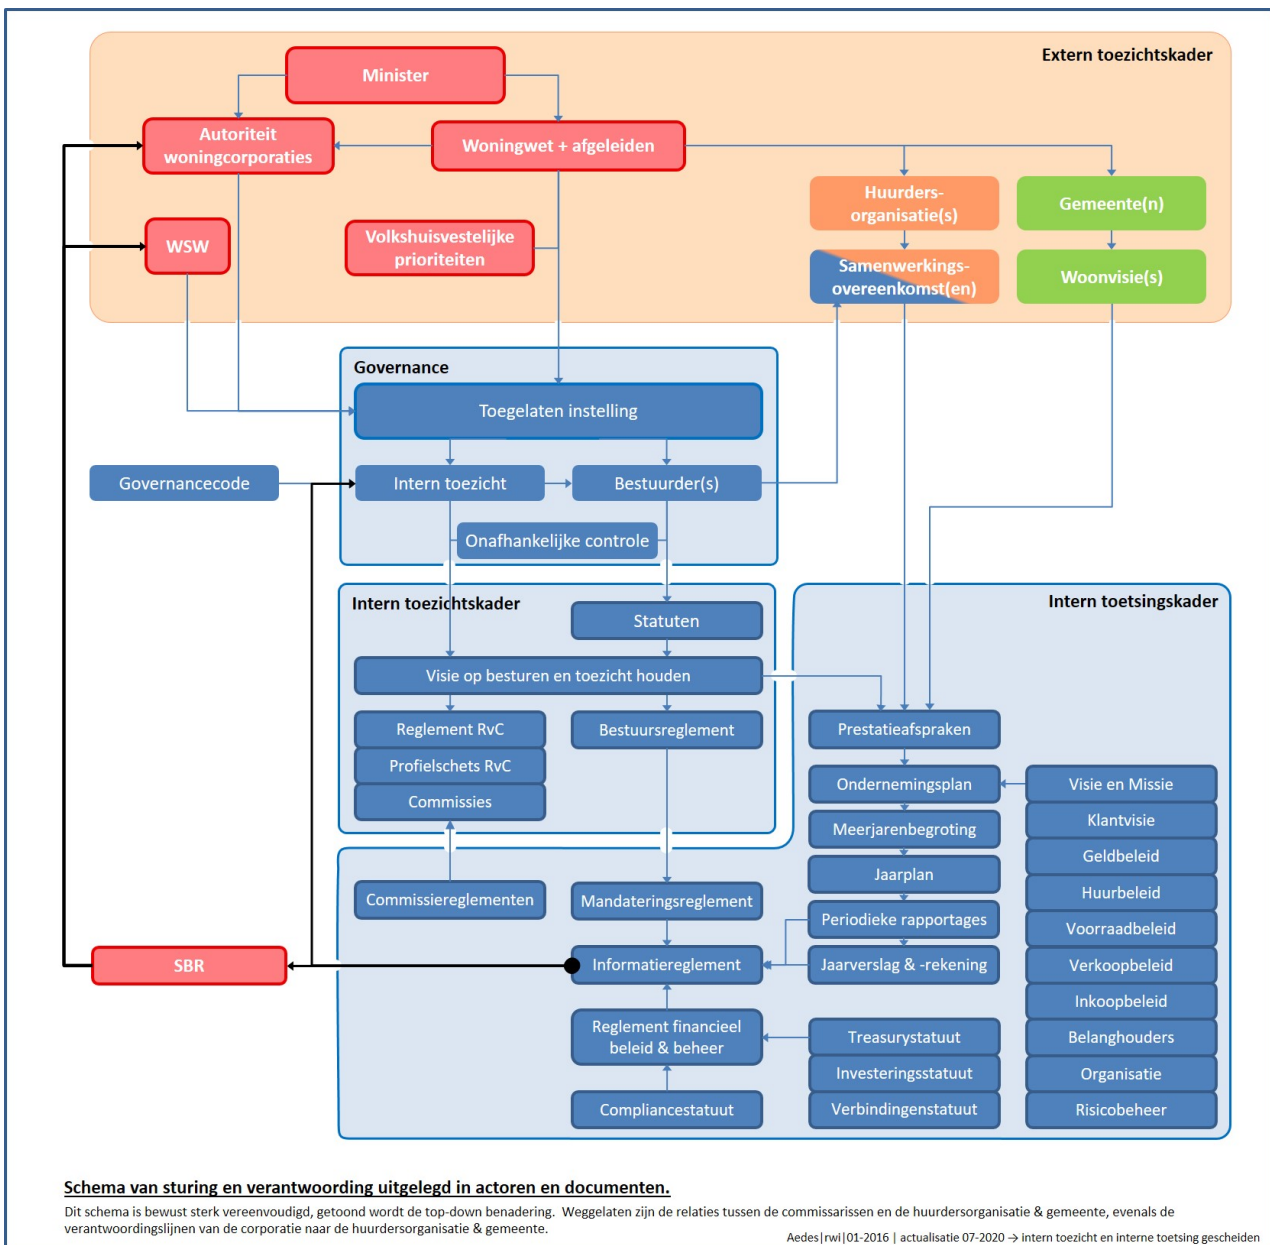 Extern toezichtskader
Minister
Autoriteit
woningcorporaties
Woningwet + afgeleiden
Huurders-
organisatie(s)
Gemeente(n)
WSW
Volkshuisvestelijke
prioriteiten
Samenwerkings-
overeenkomst(en)
Woonvisie(s)
Governance
Toegelaten instelling
Governancecode
Intern toezicht
Bestuurder(s)
Onafhankelijke controle
Intern toezichtskader
Statuten
Visie op besturen en toezicht houden
Reglement RvC
Profielschets RvC
Commissies
Bestuursreglement
Intern toetsingskader
Prestatieafspraken
Ondernemingsplan
Meerjarenbegroting
Jaarplan
Periodieke rapportages
Jaarverslag & -rekening
Visie en Missie
Klantvisie
Geldbeleid
Huurbeleid
Voorraadbeleid
Verkoopbeleid
Inkoopbeleid
Belanghouders
Organisatie
Risicobeheer
Commissiereglementen
Mandateringsreglement
SBR
Informatiereglement
Reglement financieel
beleid & beheer
Compliancestatuut
Treasurystatuut
Investeringsstatuut
Verbindingenstatuut
Schema van sturing en verantwoording uitgelegd in actoren en documenten.
Dit schema is bewust sterk vereenvoudigd, getoond wordt de top-down benadering. Weggelaten zijn de relaties tussen de commissarissen en de huurdersorganisatie & gemeente, evenals de
verantwoordingslijnen van de corporatie naar de huurdersorganisatie & gemeente.
Aedes|rwi|01-2016 | actualisatie 07-2020 → intern toezicht en interne toetsing gescheiden